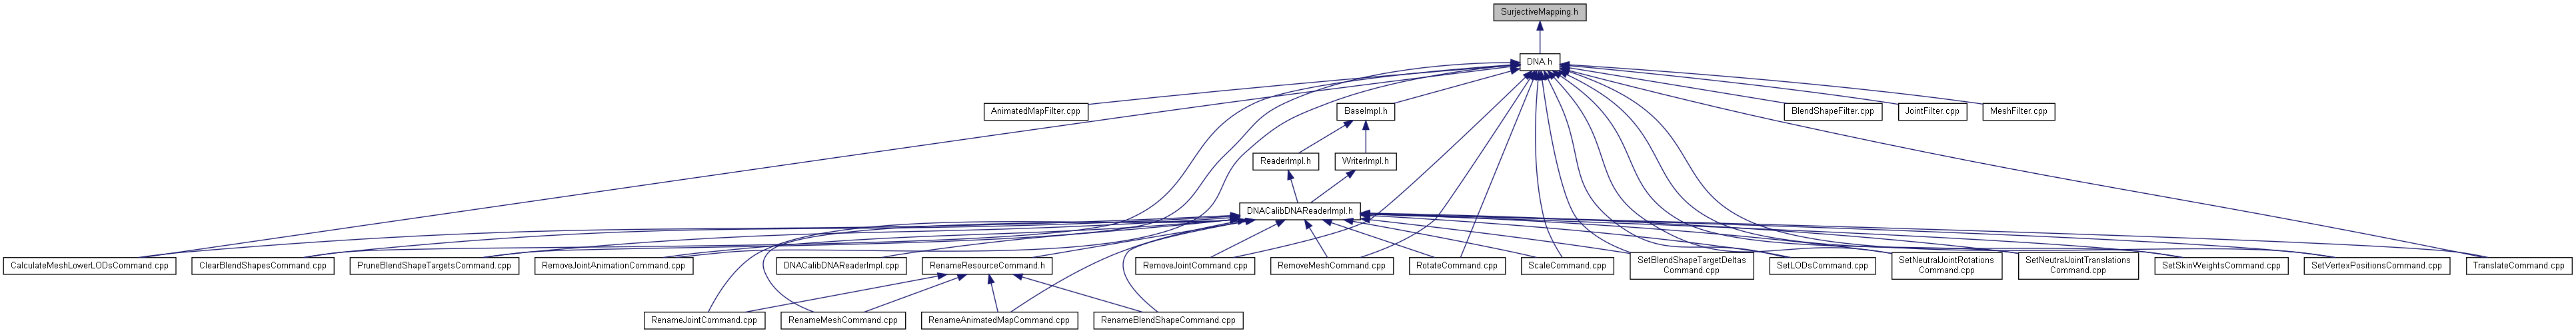 SurjectiveMapping.h
DNA.h
AnimatedMapFilter.cpp
BaseImpl.h
BlendShapeFilter.cpp
JointFilter.cpp
MeshFilter.cpp
ReaderImpl.h
WriterImpl.h
DNACalibDNAReaderImpl.h
CalculateMeshLowerLODsCommand.cpp
ClearBlendShapesCommand.cpp
PruneBlendShapeTargetsCommand.cpp
RemoveJointAnimationCommand.cpp
DNACalibDNAReaderImpl.cpp
RenameResourceCommand.h
RemoveJointCommand.cpp
RemoveMeshCommand.cpp
RotateCommand.cpp
ScaleCommand.cpp
SetBlendShapeTargetDeltas
Command.cpp
SetLODsCommand.cpp
SetNeutralJointRotations
Command.cpp
SetNeutralJointTranslations
Command.cpp
SetSkinWeightsCommand.cpp
SetVertexPositionsCommand.cpp
TranslateCommand.cpp
RenameJointCommand.cpp
RenameMeshCommand.cpp
RenameAnimatedMapCommand.cpp
RenameBlendShapeCommand.cpp